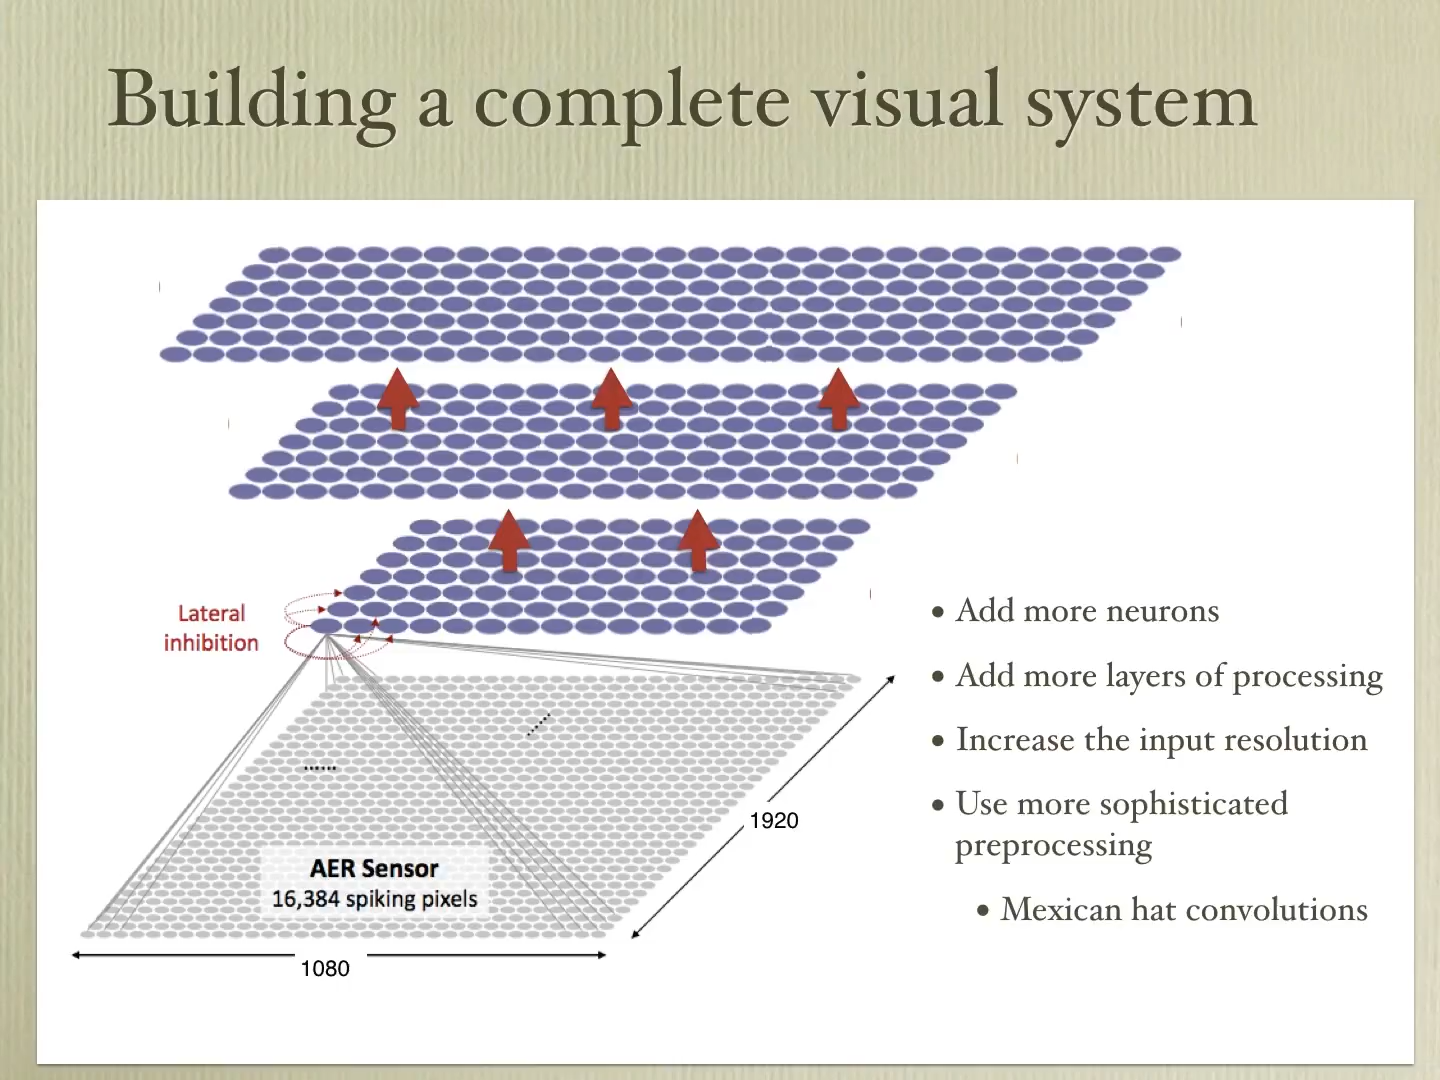 Building a complete visual system
Lateral
inhibition
AER Sensor
16,384 spiking pixels
1920
1080
• Add more neurons
• Add more layers of processing
• Increase the input resolution
• Use more sophisticated
preprocessing
• Mexican hat convolutions